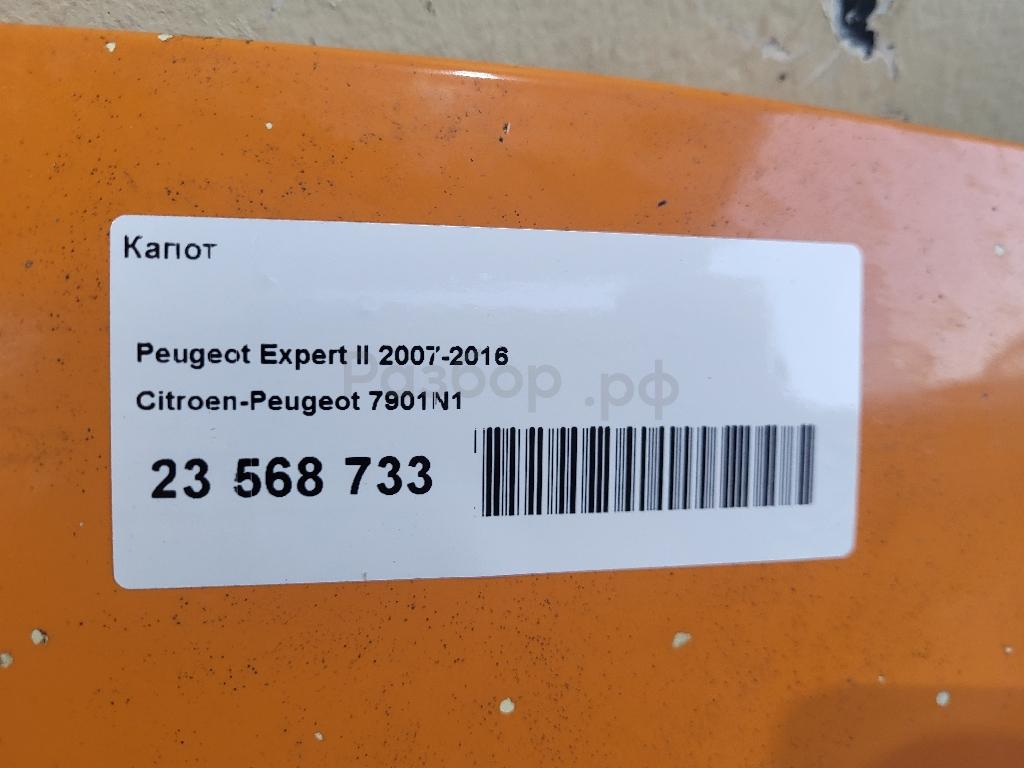 Капот
Peugeot Expert II 2007-2016
Citroen-Peugeot 7901N1
23 568 733
Разбор.рф